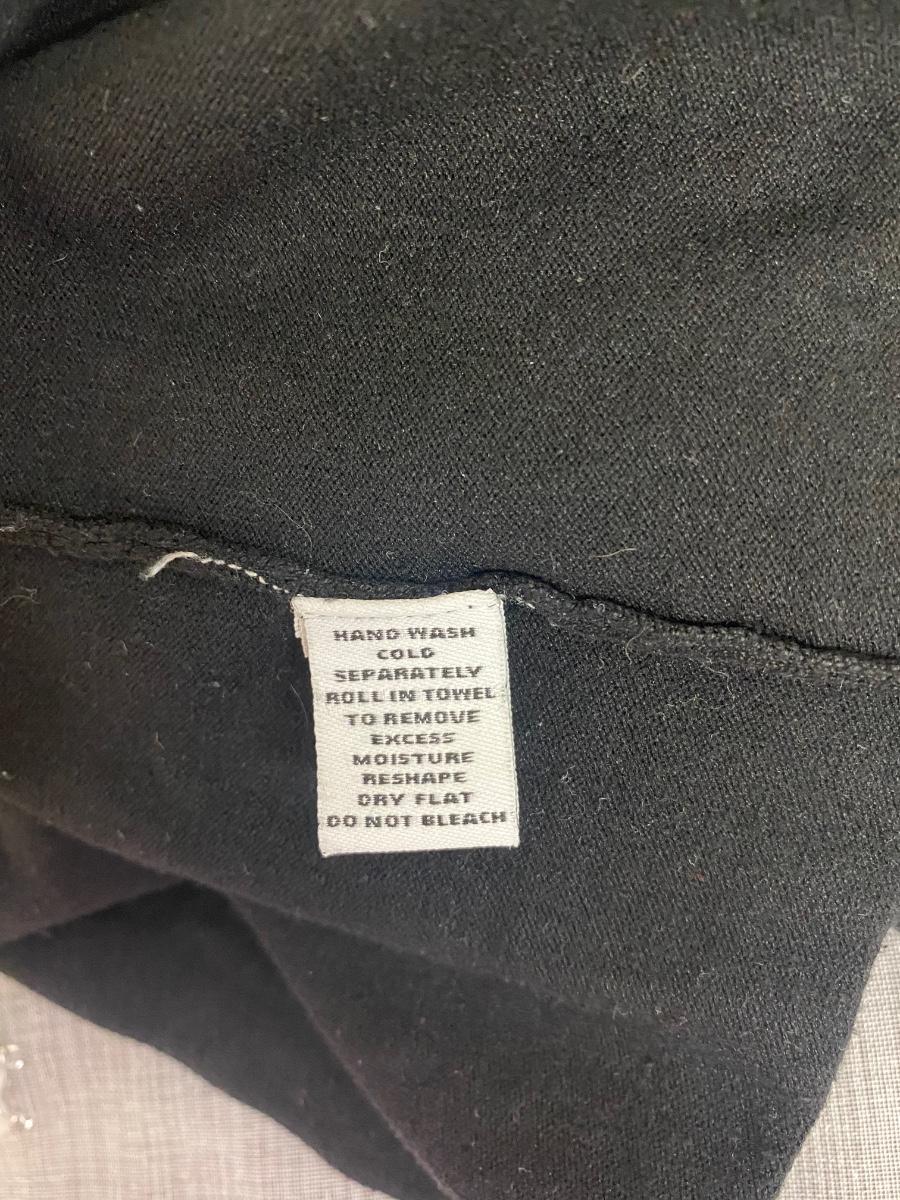 HAND WASH
COLD
SEPARATELY
ROLL IN TOWEL
TO REMOVE
EXCESS
MOISTURE
RESHAPE
DRY FLAT
DO NOT BLEACH